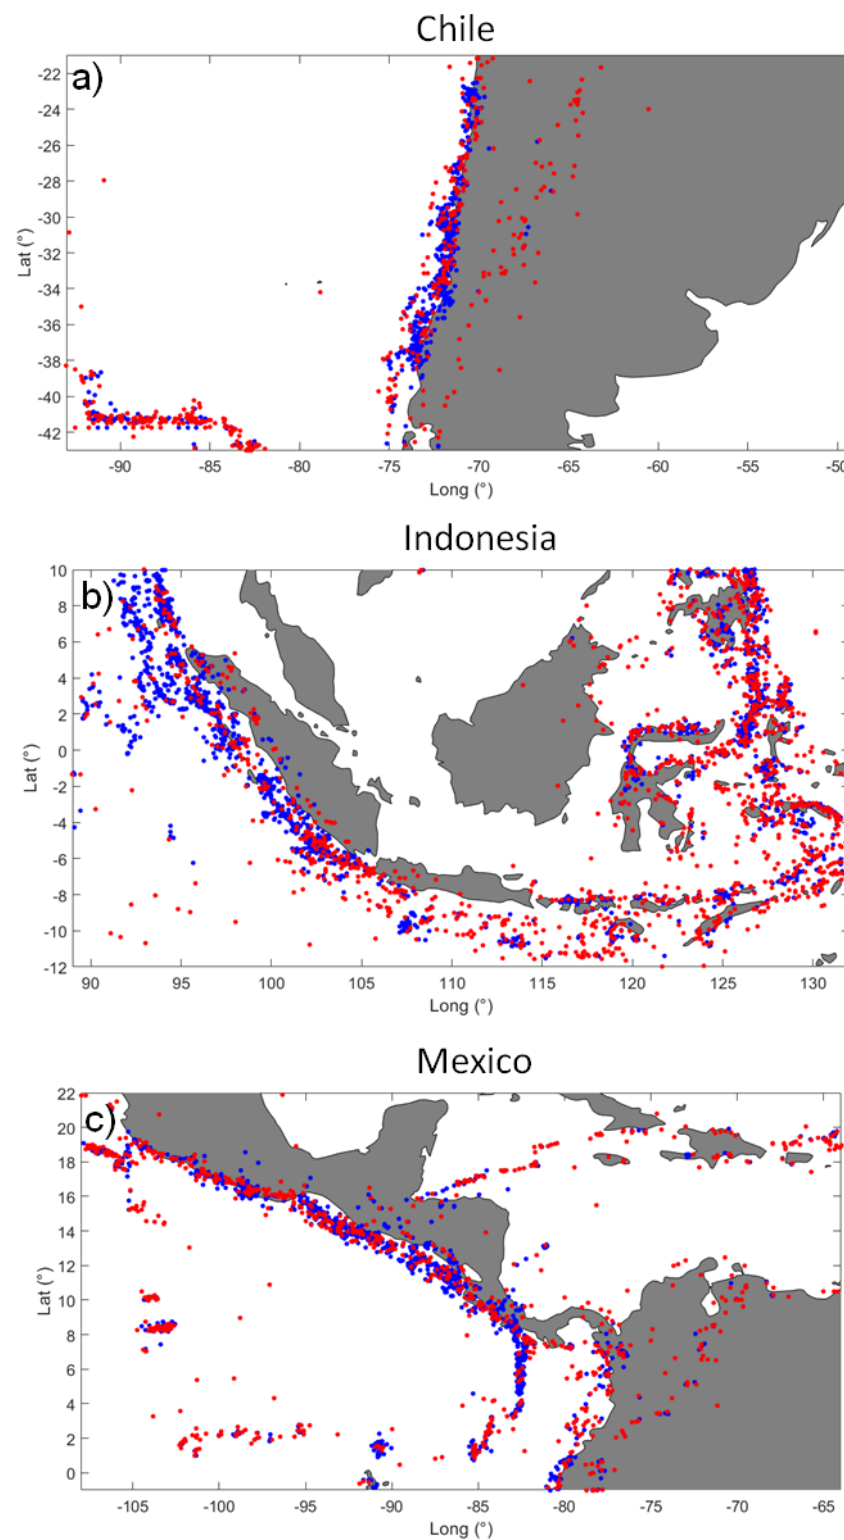 Chile
a)
-22
-24
-26
-28
-30
-32
-34
-36
-38
-40
-42
Lat (°)
-90 -85 -80 -75 -70 -65 -60 -55 -50
Long (°)
Indonesia
b)
10
8
6
4
2
0
-2
-4
-6
-8
-10
-12
Lat (°)
90 95 100 105 110 115 120 125 130
Long (°)
Mexico
c)
22
20
18
16
14
12
10
8
6
4
2
0
Lat (°)
-105 -100 -95 -90 -85 -80 -75 -70 -65
Long (°)